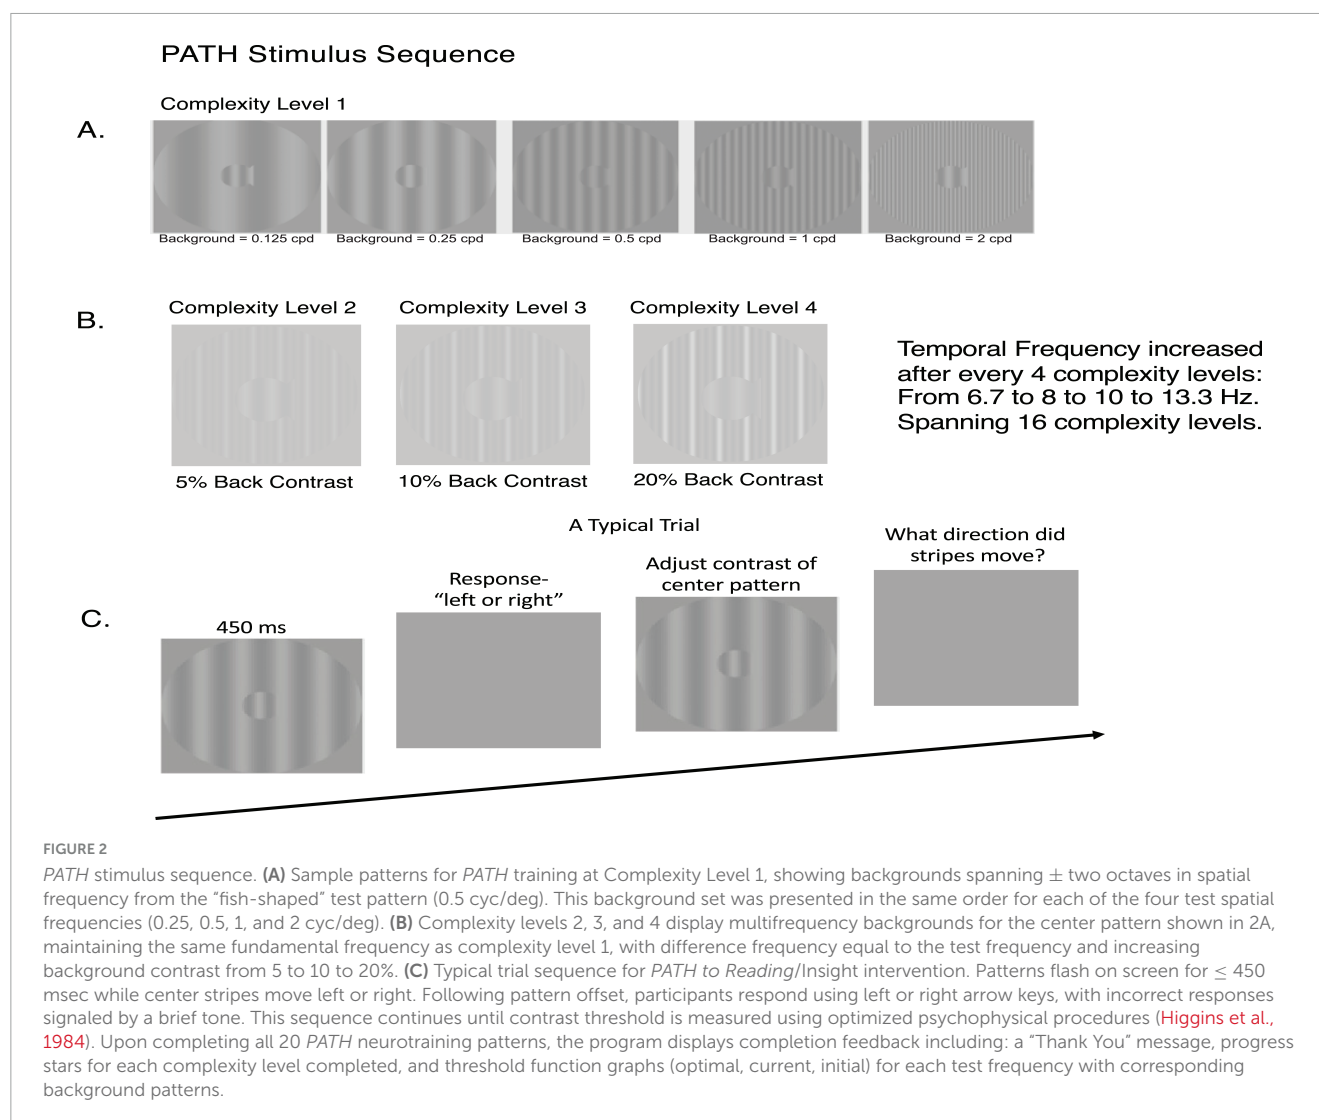 PATH Stimulus Sequence
Complexity Level 1
A.
Background = 0.125 cpd
Background = 0.25 cpd
Background = 0.5 cpd
Background = 1 cpd
Background = 2 cpd
B.
Complexity Level 2
Complexity Level 3
Complexity Level 4
5% Back Contrast
10% Back Contrast
20% Back Contrast
Temporal Frequency increased
after every 4 complexity levels:
From 6.7 to 8 to 10 to 13.3 Hz.
Spanning 16 complexity levels.
A Typical Trial
C.
450 ms
Response-
“left or right”
Adjust contrast of
center pattern
What direction did
stripes move?
FIGURE 2
PATH stimulus sequence. (A) Sample patterns for PATH training at Complexity Level 1, showing backgrounds spanning ± two octaves in spatial
frequency from the “fish-shaped” test pattern (0.5 cyc/deg). This background set was presented in the same order for each of the four test spatial
frequencies (0.25, 0.5, 1, and 2 cyc/deg). (B) Complexity levels 2, 3, and 4 display multifrequency backgrounds for the center pattern shown in 2A,
maintaining the same fundamental frequency as complexity level 1, with difference frequency equal to the test frequency and increasing
background contrast from 5 to 10 to 20%. (C) Typical trial sequence for PATH to Reading/Insight intervention. Patterns flash on screen for ≤ 450
msec while center stripes move left or right. Following pattern offset, participants respond using left or right arrow keys, with incorrect responses
signaled by a brief tone. This sequence continues until contrast threshold is measured using optimized psychophysical procedures (Higgins et al.,
1984). Upon completing all 20 PATH neurotraining patterns, the program displays completion feedback including: a “Thank You” message, progress
stars for each complexity level completed, and threshold function graphs (optimal, current, initial) for each test frequency with corresponding
background patterns.